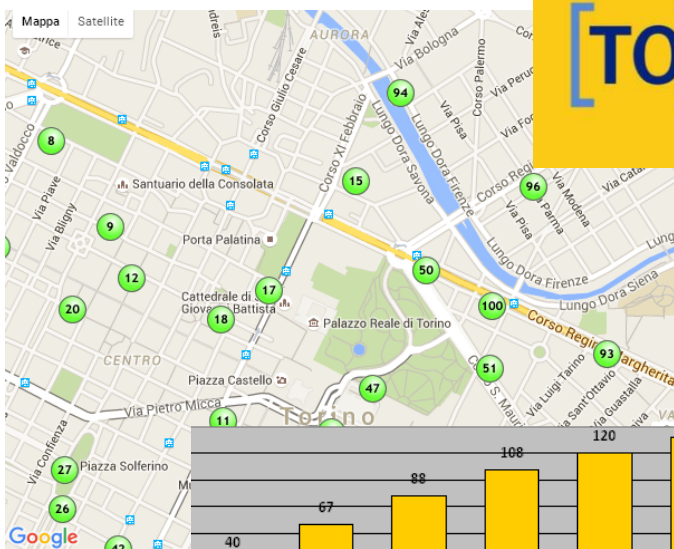 Mappa Satellite
[TO
AURORA
Via Bologna
Corso Giulio Cesare
Corso XI Febbraio
Corso Palermo
94
Via Pisa
Lungo Dora Firenze
Lungo Dora Savona
8
15
96
Via Modena
Via Parma
Via Pisa
Via Piave
Via Bligny
Santuario della Consolata
9
Porta Palatina
12
50
Lungo Dora Firenze
Lungo Dora Siena
17
Cattedrale di
Battista
20
18
100
Palazzo Reale di Torino
Corso Regina Margherita
CENTRO
51
93
Piazza Castello
47
Via Luigi Tarino
Via Sant'Ottavio
Via Guastalla
Via Pietro Micca
11
Torino
Via Confienza
27
Piazza Solferino
26
Google
40
67
88
108
120